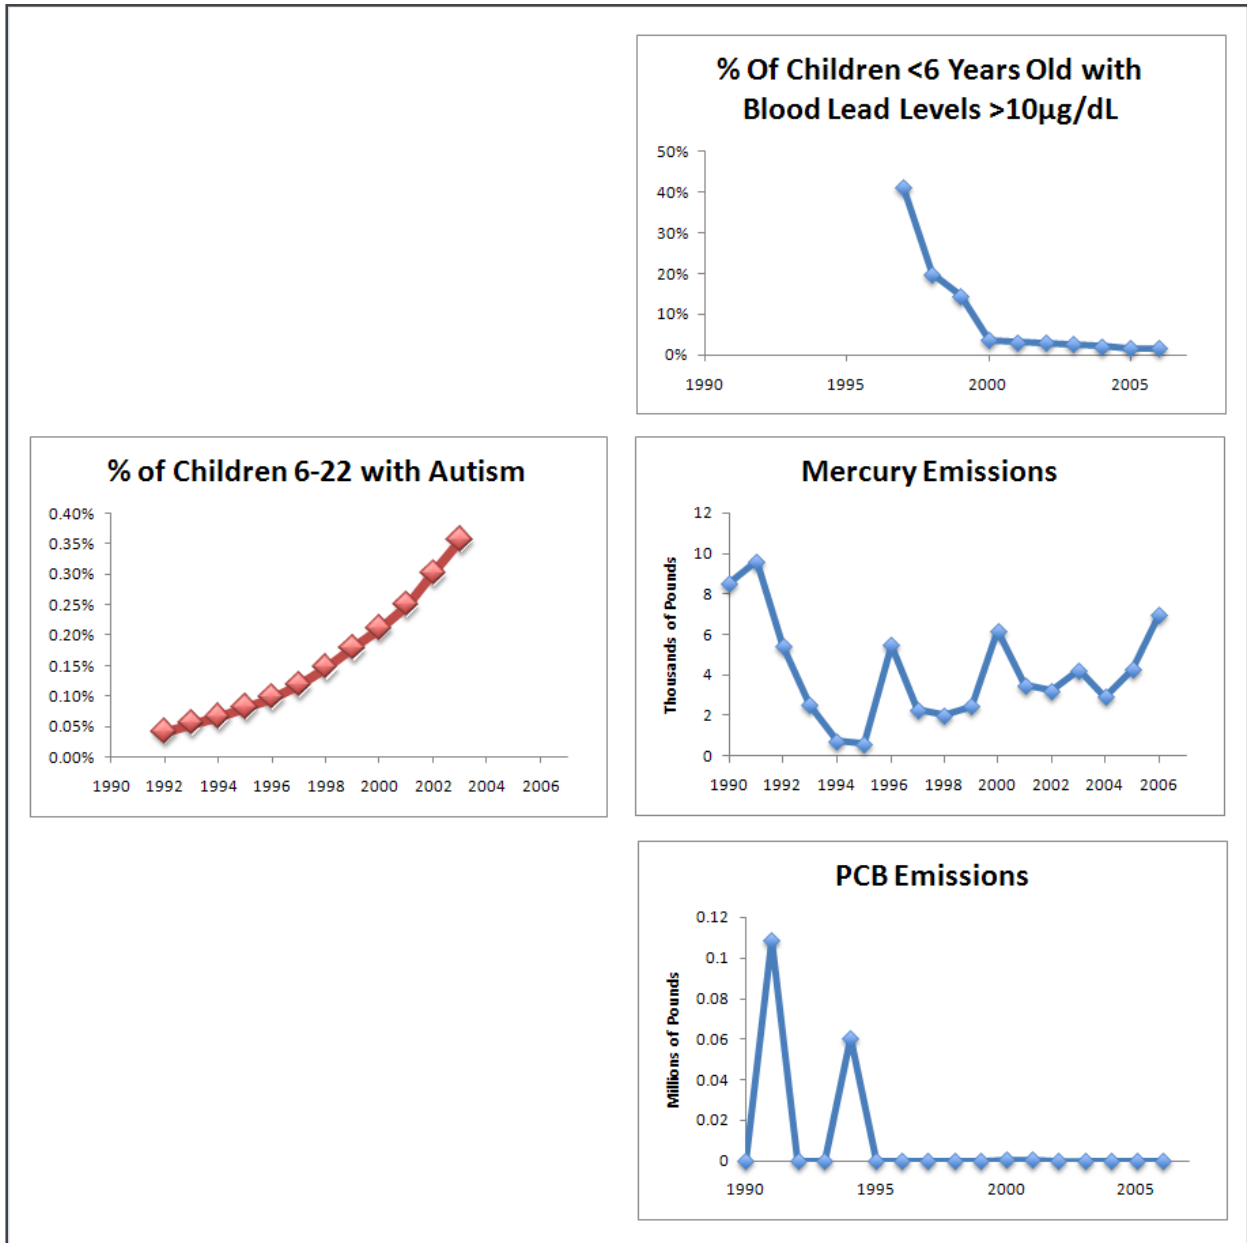 % Of Children <6 Years Old with
Blood Lead Levels >10µg/dL
50%
40%
30%
20%
10%
0%
1990 1995 2000 2005
% of Children 6-22 with Autism
0.40%
0.35%
0.30%
0.25%
0.20%
0.15%
0.10%
0.05%
0.00%
1990 1992 1994 1996 1998 2000 2002 2004 2006
Mercury Emissions
Thousands of Pounds
12
10
8
6
4
2
0
1990 1992 1994 1996 1998 2000 2002 2004 2006
PCB Emissions
Millions of Pounds
0.12
0.1
0.08
0.06
0.04
0.02
0
1990 1995 2000 2005